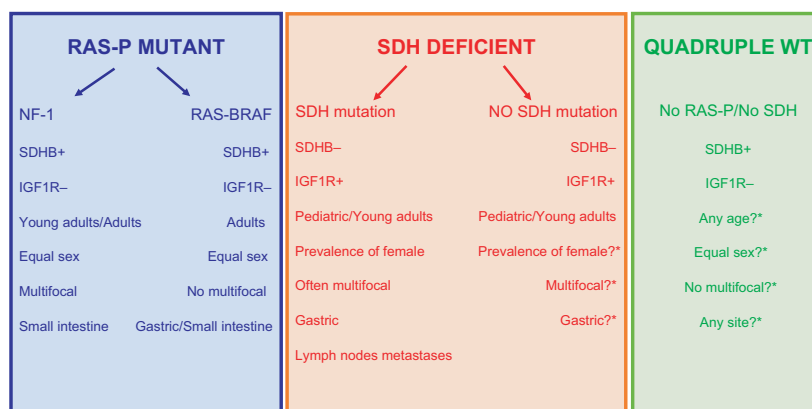 RAS-P MUTANT
NF-1 RAS-BRAF
SDHB+ SDHB+
IGF1R– IGF1R–
Young adults/Adults Adults
Equal sex Equal sex
Multifocal No multifocal
Small intestine Gastric/Small intestine
SDH DEFICIENT
SDH mutation NO SDH mutation
SDHB– SDHB–
IGF1R+ IGF1R+
Pediatric/Young adults Pediatric/Young adults
Prevalence of female Prevalence of female?*
Often multifocal Multifocal?*
Gastric Gastric?*
Lymph nodes metastases
QUADRUPLE WT
No RAS-P/No SDH
SDHB+
IGF1R–
Any age?*
Equal sex?*
No multifocal?*
Any site?*